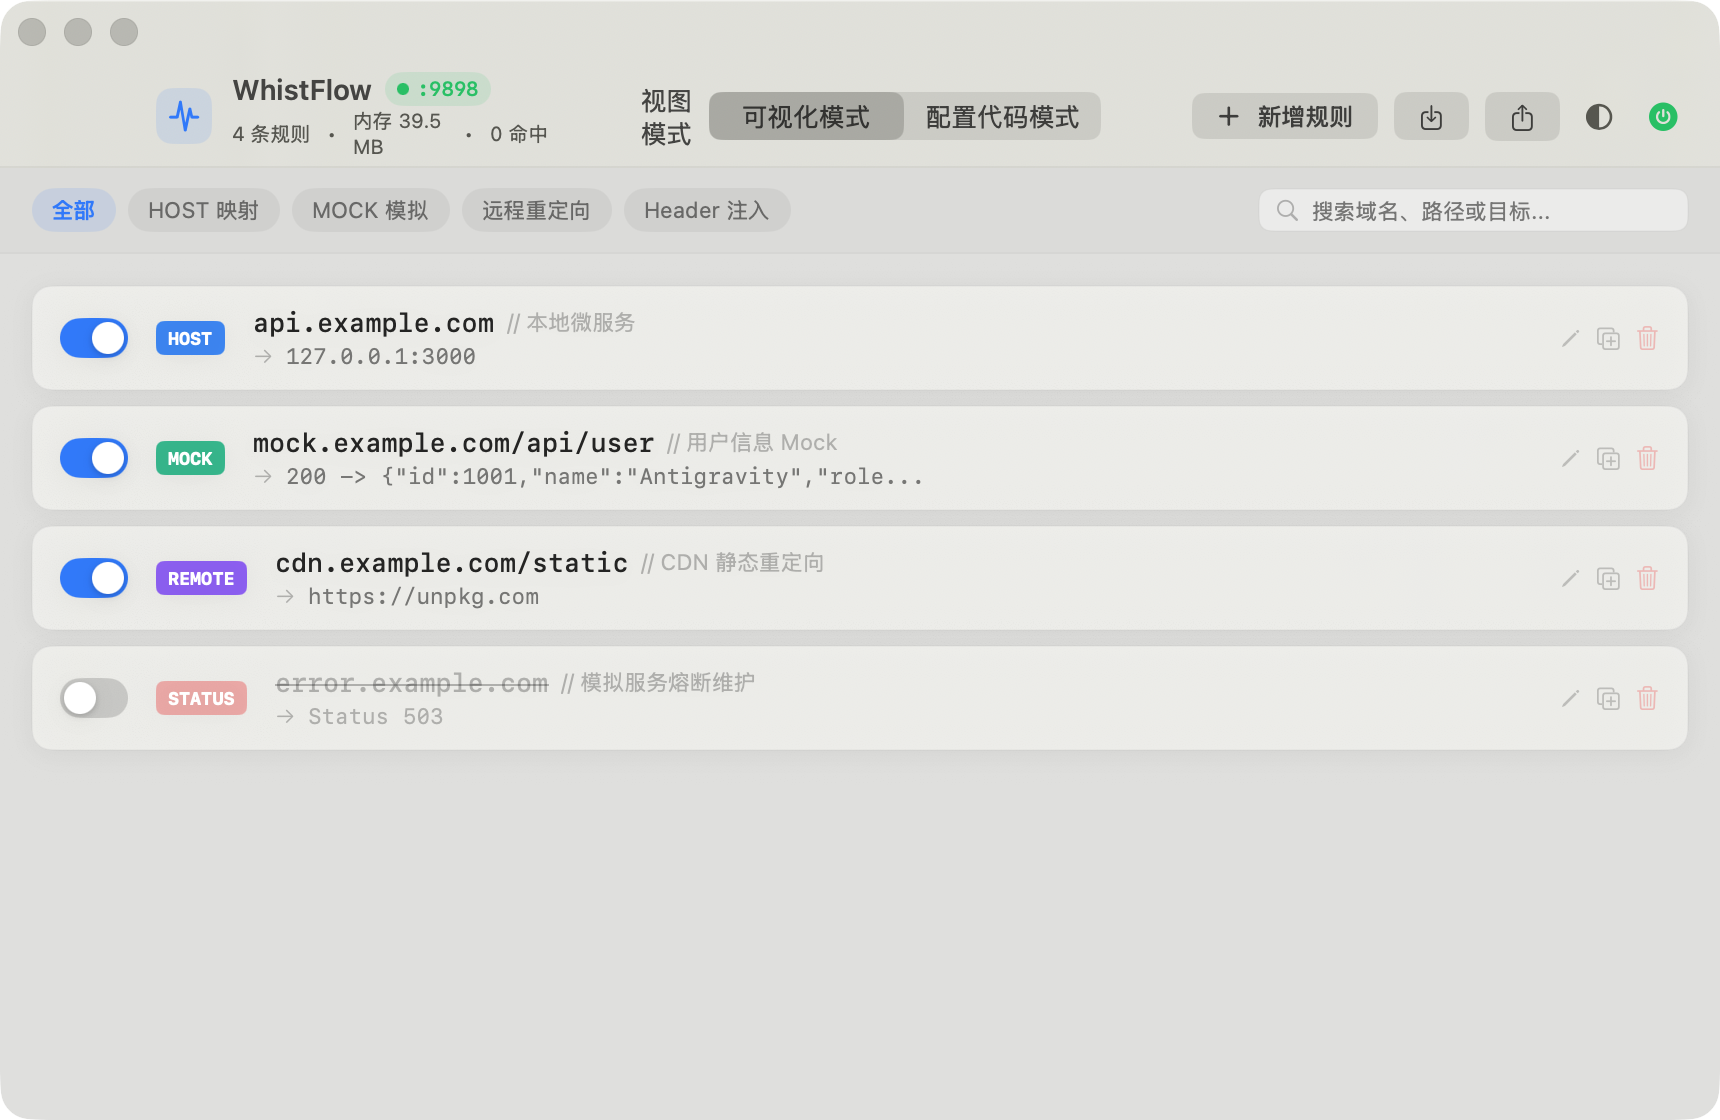 WhistFlow :9898
4 条规则 · 内存 39.5 MB · 0 命中
视图模式 可视化模式 配置代码模式
新增规则
全部 HOST 映射 MOCK 模拟 远程重定向 Header 注入
搜索域名、路径或目标...
HOST api.example.com // 本地微服务
→ 127.0.0.1:3000
MOCK mock.example.com/api/user // 用户信息 Mock
→ 200 -> {"id":1001,"name":"Antigravity","role...
REMOTE cdn.example.com/static // CDN 静态重定向
→ https://unpkg.com
STATUS error.example.com // 模拟服务熔断维护
→ Status 503